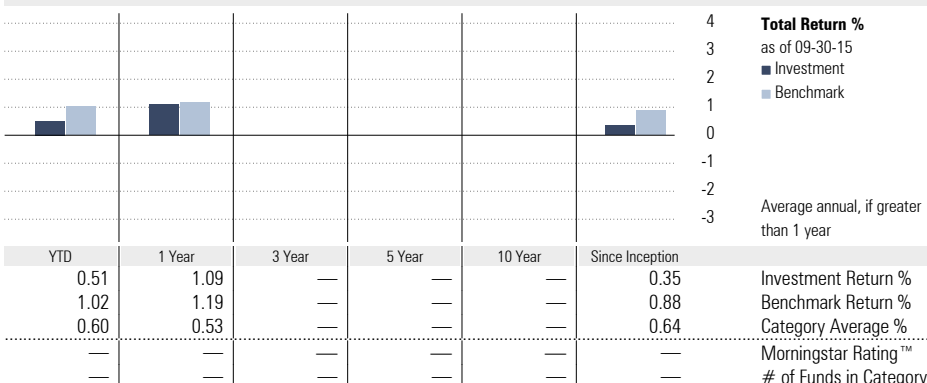 4
3
2
1
0
-1
-2
-3
Total Return %
as of 09-30-15
Investment
Benchmark
Average annual, if greater
than 1 year
YTD 1 Year 3 Year 5 Year 10 Year Since Inception
0.51 1.09 — — — 0.35 Investment Return %
1.02 1.19 — — — 0.88 Benchmark Return %
0.60 0.53 — — — 0.64 Category Average %
— — — — — — Morningstar Rating™
— — — — — — # of Funds in Category